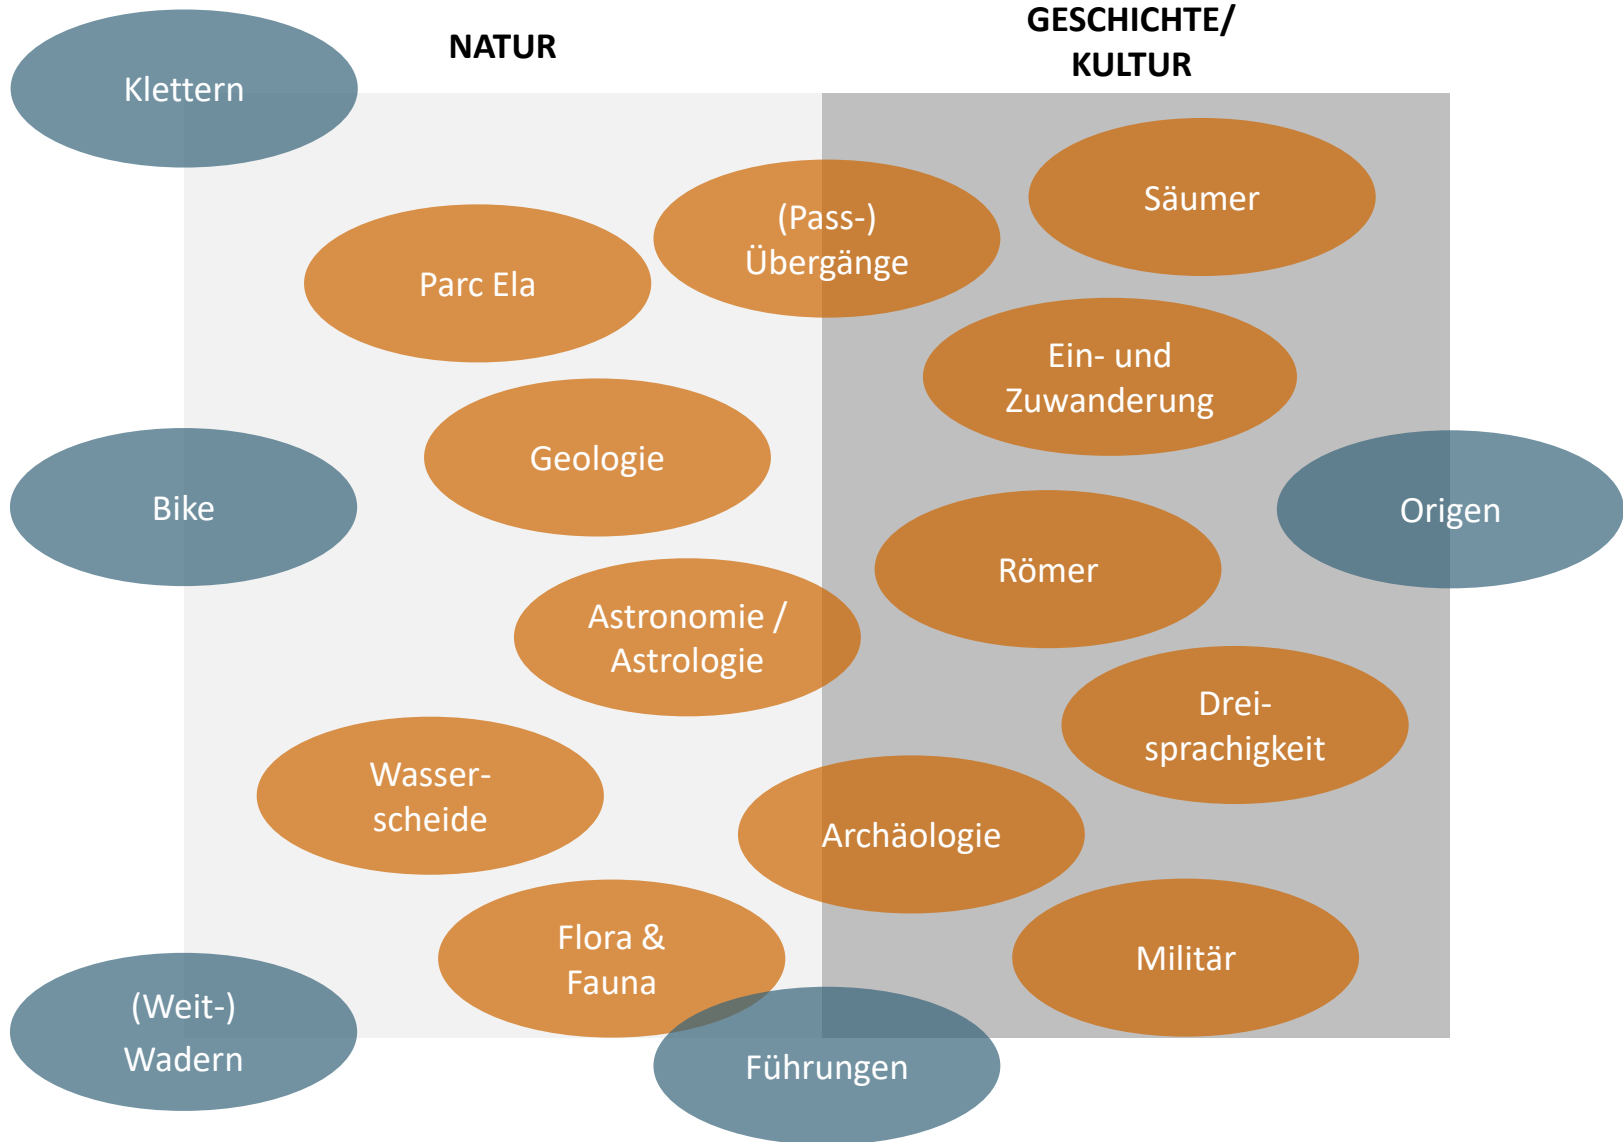 NATUR
GESCHICHTE/
KULTUR
Klettern
Säumer
(Pass-)
Übergänge
Parc Ela
Ein- und
Zuwanderung
Geologie
Bike
Origen
Römer
Astronomie /
Astrologie
Drei-
sprachigkeit
Wasser-
scheide
Archäologie
Flora &
Fauna
Militär
(Weit-)
Wadern
Führungen